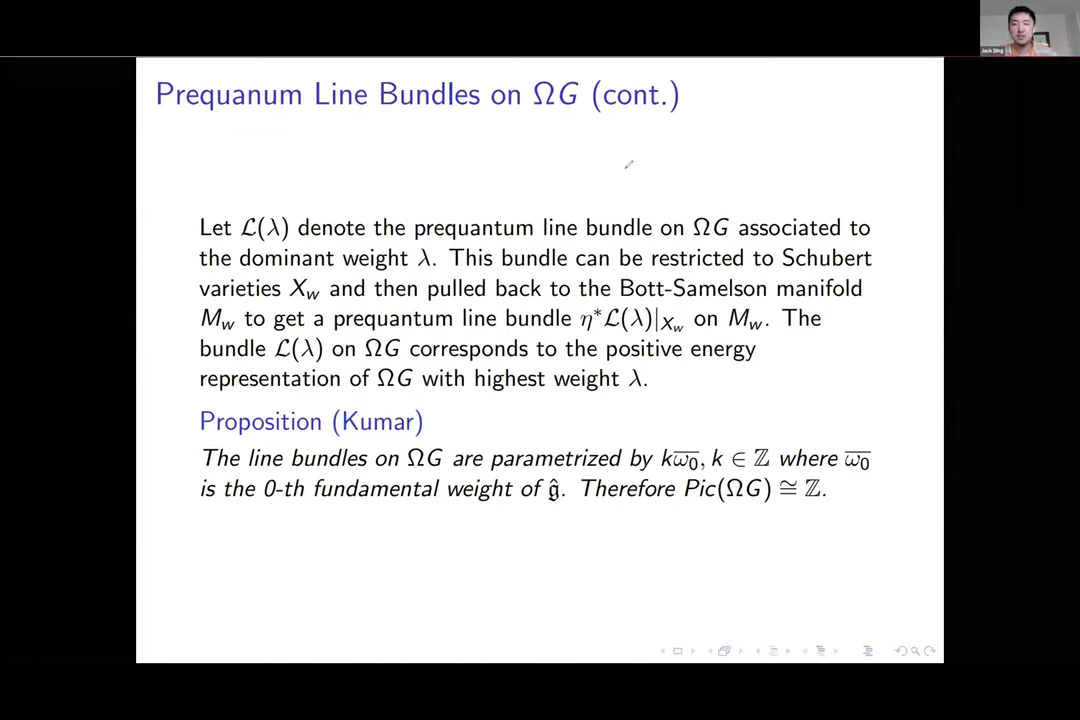 Jack Ding
Prequanum Line Bundles on ΩG (cont.)
Let ℒ(λ) denote the prequantum line bundle on ΩG associated to
the dominant weight λ. This bundle can be restricted to Schubert
varieties X_w and then pulled back to the Bott-Samelson manifold
M_w to get a prequantum line bundle η*ℒ(λ)|_{X_w} on M_w. The
bundle ℒ(λ) on ΩG corresponds to the positive energy
representation of ΩG with highest weight λ.
Proposition (Kumar)
The line bundles on ΩG are parametrized by k\overline{ω_0}, k ∈ ℤ where \overline{ω_0}
is the 0-th fundamental weight of \hat{𝔤}. Therefore Pic(ΩG) ≅ ℤ.